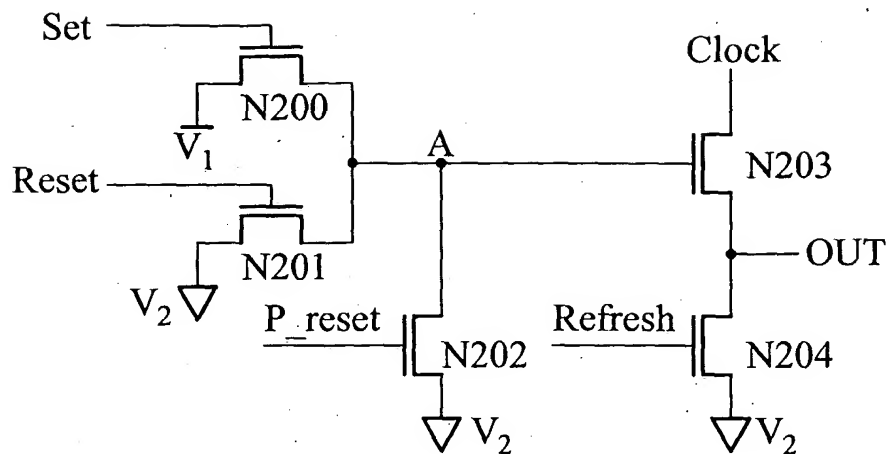 Set
Clock
N200
V₁
A
N203
Reset
N201
OUT
V₂
P_reset
Refresh
N202
N204
V₂
V₂